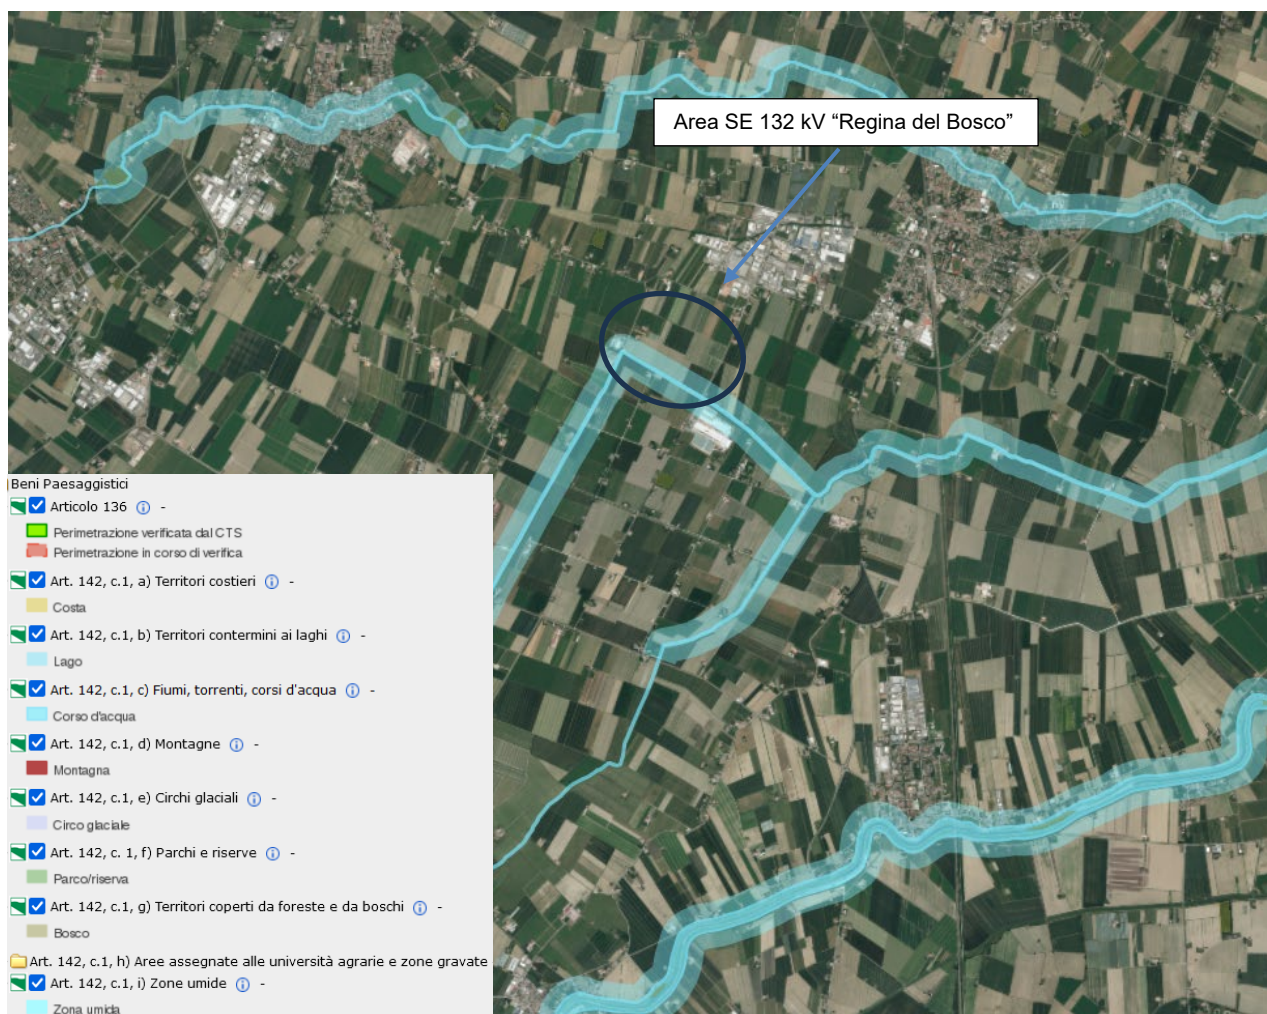 Area SE 132 kV “Regina del Bosco”
Beni Paesaggistici
Articolo 136 -
Perimetrazione verificata dal CTS
Perimetrazione in corso di verifica
Art. 142, c.1, a) Territori costieri -
Costa
Art. 142, c.1, b) Territori contermini ai laghi -
Lago
Art. 142, c.1, c) Fiumi, torrenti, corsi d'acqua -
Corso d'acqua
Art. 142, c.1, d) Montagne -
Montagna
Art. 142, c.1, e) Circhi glaciali -
Circo glaciale
Art. 142, c. 1, f) Parchi e riserve -
Parco/riserva
Art. 142, c.1, g) Territori coperti da foreste e da boschi -
Bosco
Art. 142, c.1, h) Aree assegnate alle università agrarie e zone gravate
Art. 142, c.1, i) Zone umide -
Zona umida